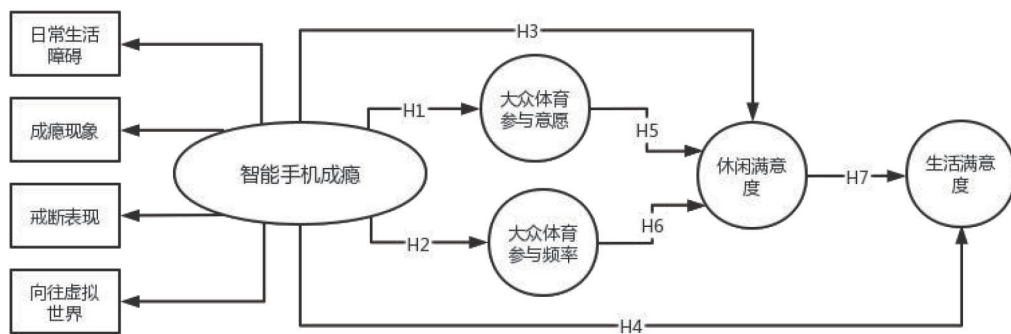 日常生活
障碍
成瘾现象
戒断表现
向往虚拟
世界
智能手机成瘾
H1
H2
H3
H4
大众体育
参与意愿
大众体育
参与频率
H5
H6
休闲满意
度
H7
生活满意
度